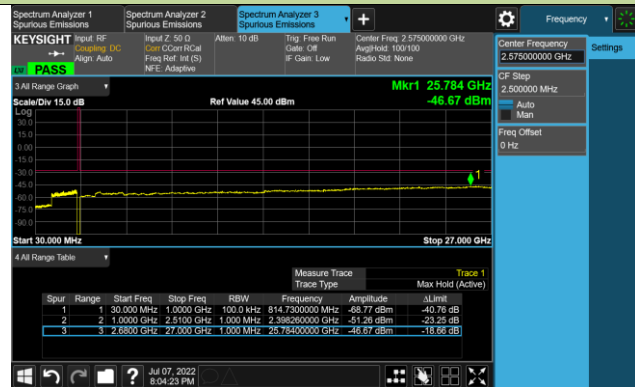 Spectrum Analyzer 1
Spurious Emissions
Spectrum Analyzer 2
Spurious Emissions
Spectrum Analyzer 3
Spurious Emissions
+
Frequency
KEYSIGHT
Input: RF
Coupling: DC
Align: Auto
Input Z: 50 Ω
Corr CCorr RCal
Freq Ref: Int (S)
NFE: Adaptive
Atten: 10 dB
Trig: Free Run
Gate: Off
IF Gain: Low
Center Freq: 2.575000000 GHz
Avg|Hold: 100/100
Radio Std: None
PASS
Center Frequency
2.575000000 GHz
Settings
CF Step
2.500000 MHz
Auto
Man
Freq Offset
0 Hz
3 All Range Graph
Mkr1 25.784 GHz
Scale/Div 15.0 dB
Ref Value 45.00 dBm
-46.67 dBm
Log
30.0
15.0
0.00
-15.0
-30.0
-45.0
-60.0
-75.0
-90.0
1
Start 30.000 MHz
Stop 27.000 GHz
4 All Range Table
Measure Trace Trace 1
Trace Type Max Hold (Active)
Spur Range Start Freq Stop Freq RBW Frequency Amplitude ΔLimit
1 1 30.000 MHz 1.0000 GHz 100.0 kHz 814.7300000 MHz -68.77 dBm -40.76 dB
2 2 1.0000 GHz 2.5100 GHz 1.000 MHz 2.398260000 GHz -51.26 dBm -23.25 dB
3 3 2.6800 GHz 27.000 GHz 1.000 MHz 25.78400000 GHz -46.67 dBm -18.66 dB
?
Jul 07, 2022
8:04:23 PM